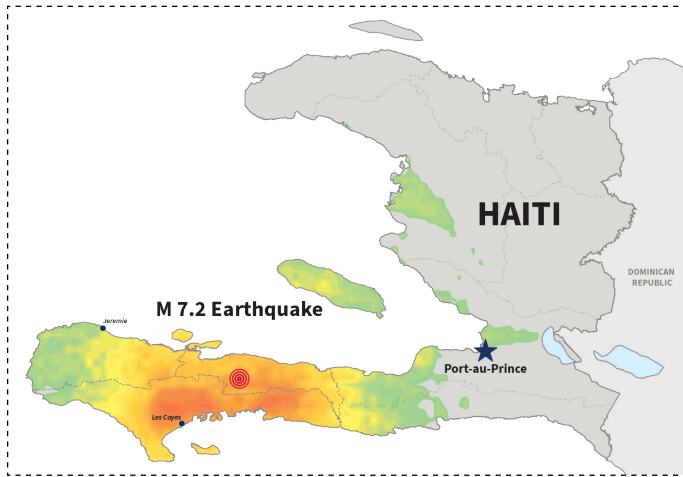 HAITI
DOMINICAN
REPUBLIC
M 7.2 Earthquake
Jeremie
Port-au-Prince
Les Cayes